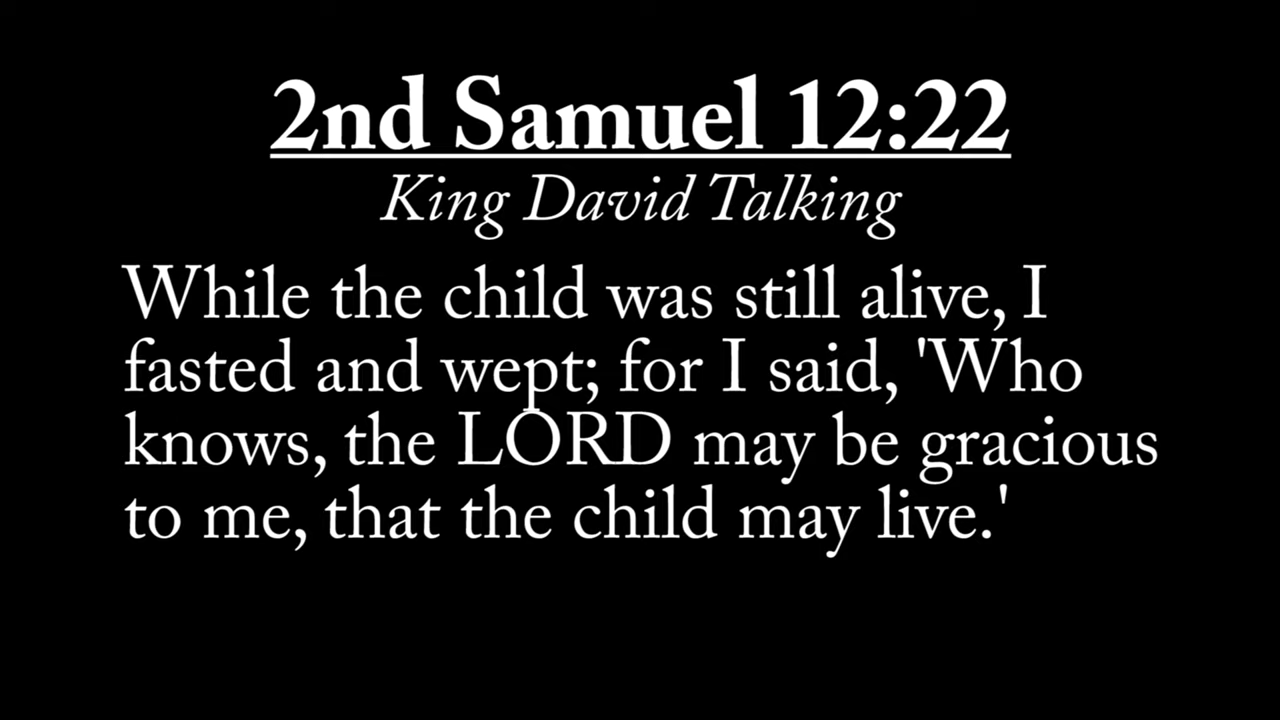 2nd Samuel 12:22
King David Talking
While the child was still alive, I
fasted and wept; for I said, 'Who
knows, the LORD may be gracious
to me, that the child may live.'